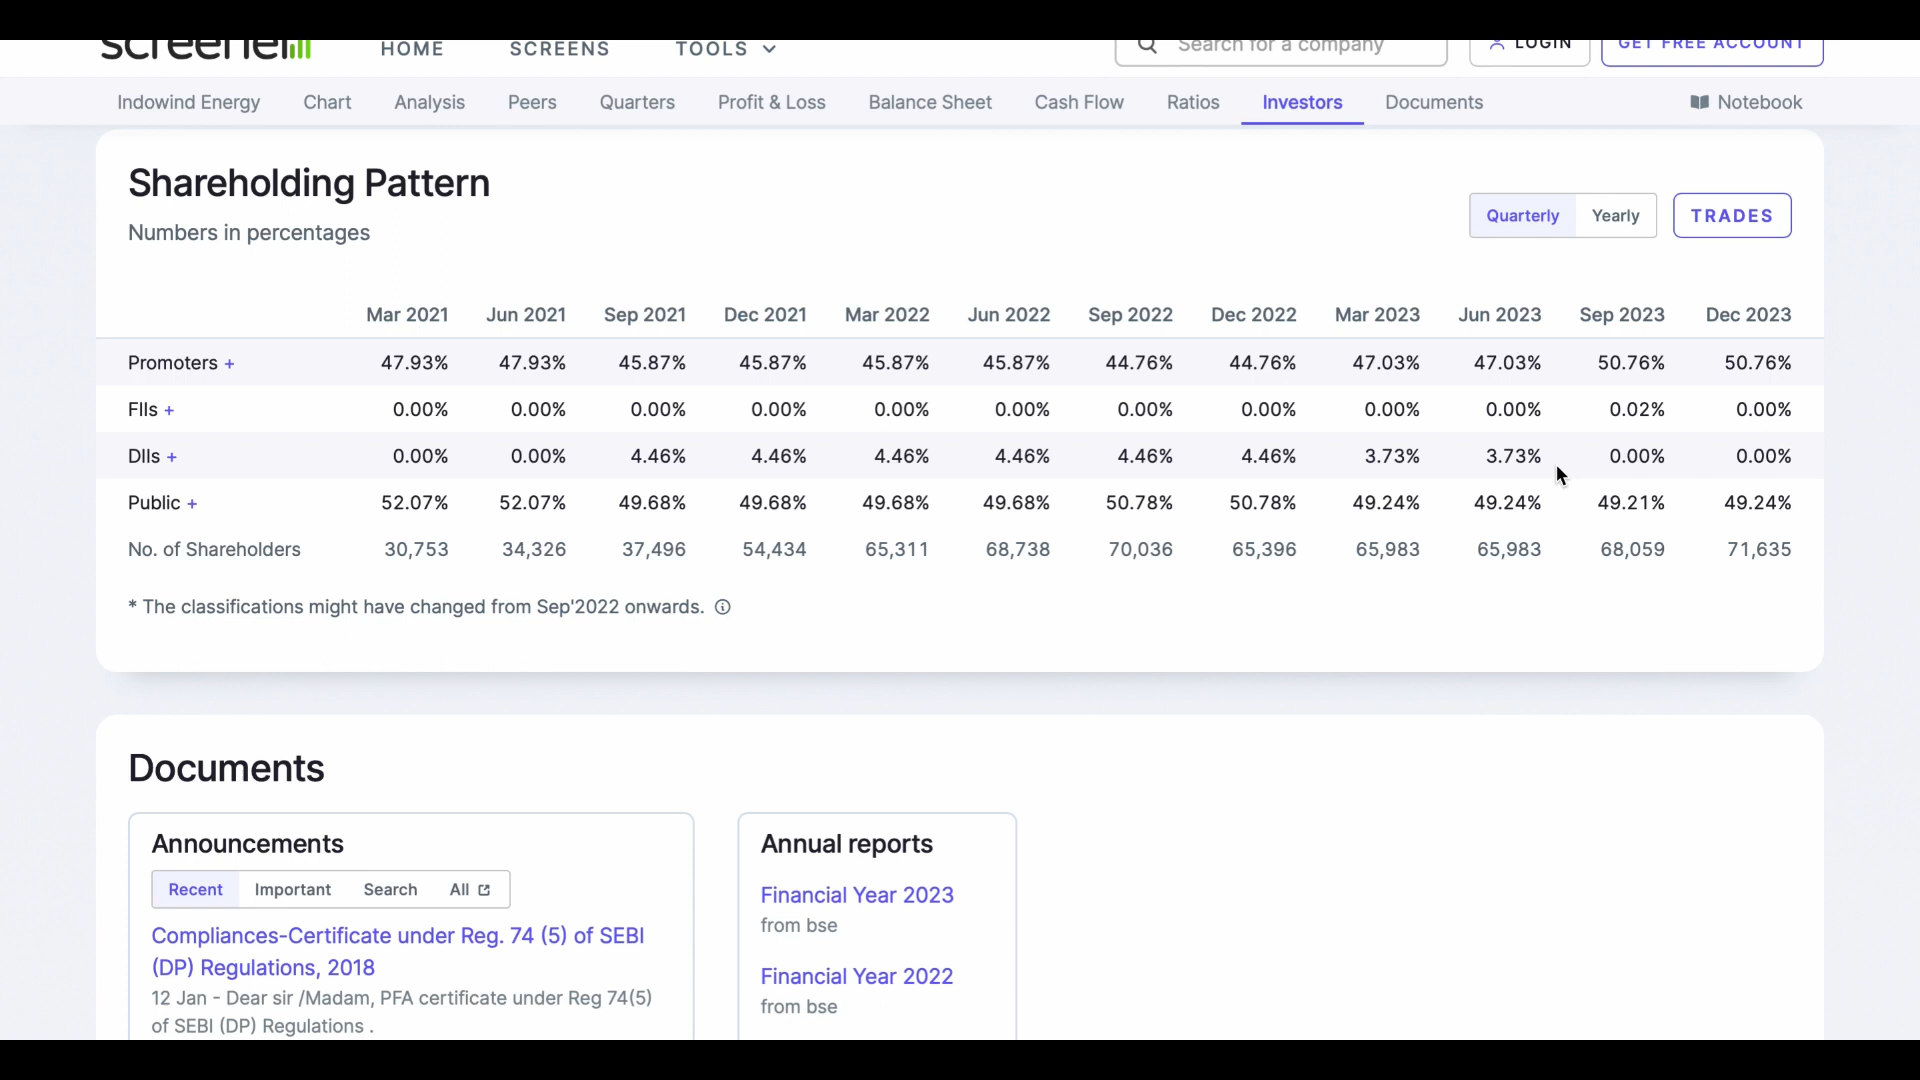 screener
HOME SCREENS TOOLS Search for a company LOGIN GET FREE ACCOUNT
Indowind Energy Chart Analysis Peers Quarters Profit & Loss Balance Sheet Cash Flow Ratios Investors Documents Notebook
Shareholding Pattern
Numbers in percentages
Quarterly Yearly TRADES
Mar 2021 Jun 2021 Sep 2021 Dec 2021 Mar 2022 Jun 2022 Sep 2022 Dec 2022 Mar 2023 Jun 2023 Sep 2023 Dec 2023
Promoters + 47.93% 47.93% 45.87% 45.87% 45.87% 45.87% 44.76% 44.76% 47.03% 47.03% 50.76% 50.76%
FIIs + 0.00% 0.00% 0.00% 0.00% 0.00% 0.00% 0.00% 0.00% 0.00% 0.00% 0.02% 0.00%
DIIs + 0.00% 0.00% 4.46% 4.46% 4.46% 4.46% 4.46% 4.46% 3.73% 3.73% 0.00% 0.00%
Public + 52.07% 52.07% 49.68% 49.68% 49.68% 49.68% 50.78% 50.78% 49.24% 49.24% 49.21% 49.24%
No. of Shareholders 30,753 34,326 37,496 54,434 65,311 68,738 70,036 65,396 65,983 65,983 68,059 71,635
* The classifications might have changed from Sep'2022 onwards.
Documents
Announcements
Recent Important Search All
Compliances-Certificate under Reg. 74 (5) of SEBI
(DP) Regulations, 2018
12 Jan - Dear sir /Madam, PFA certificate under Reg 74(5)
of SEBI (DP) Regulations .
Annual reports
Financial Year 2023
from bse
Financial Year 2022
from bse